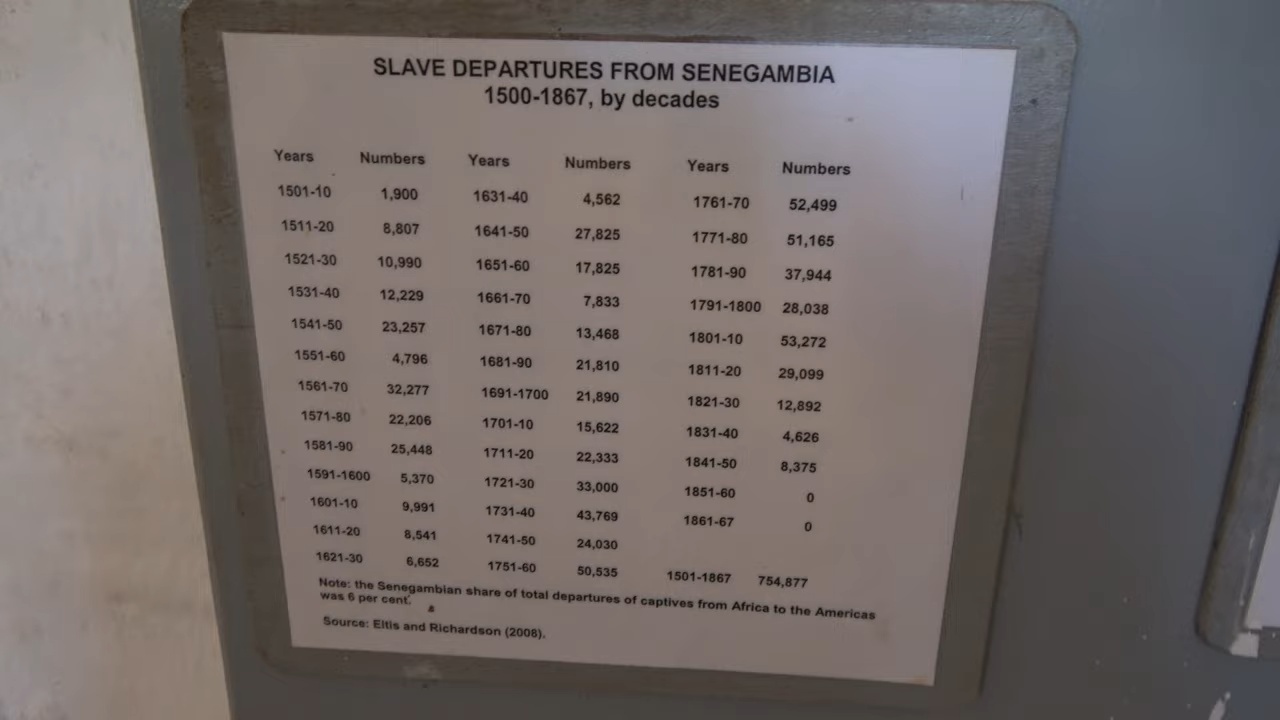 SLAVE DEPARTURES FROM SENEGAMBIA
1500-1867, by decades
Years Numbers Years Numbers Years Numbers
1501-10 1,900 1631-40 4,562 1761-70 52,499
1511-20 8,807 1641-50 27,825 1771-80 51,165
1521-30 10,990 1651-60 17,825 1781-90 37,944
1531-40 12,229 1661-70 7,833 1791-1800 28,038
1541-50 23,257 1671-80 13,468 1801-10 53,272
1551-60 4,796 1681-90 21,810 1811-20 29,099
1561-70 32,277 1691-1700 21,890 1821-30 12,892
1571-80 22,206 1701-10 15,622 1831-40 4,626
1581-90 25,448 1711-20 22,333 1841-50 8,375
1591-1600 5,370 1721-30 33,000 1851-60 0
1601-10 9,991 1731-40 43,769 1861-67 0
1611-20 8,541 1741-50 24,030
1621-30 6,652 1751-60 50,535 1501-1867 754,877
Note: the Senegambian share of total departures of captives from Africa to the Americas
was 6 per cent.
Source: Eltis and Richardson (2008).